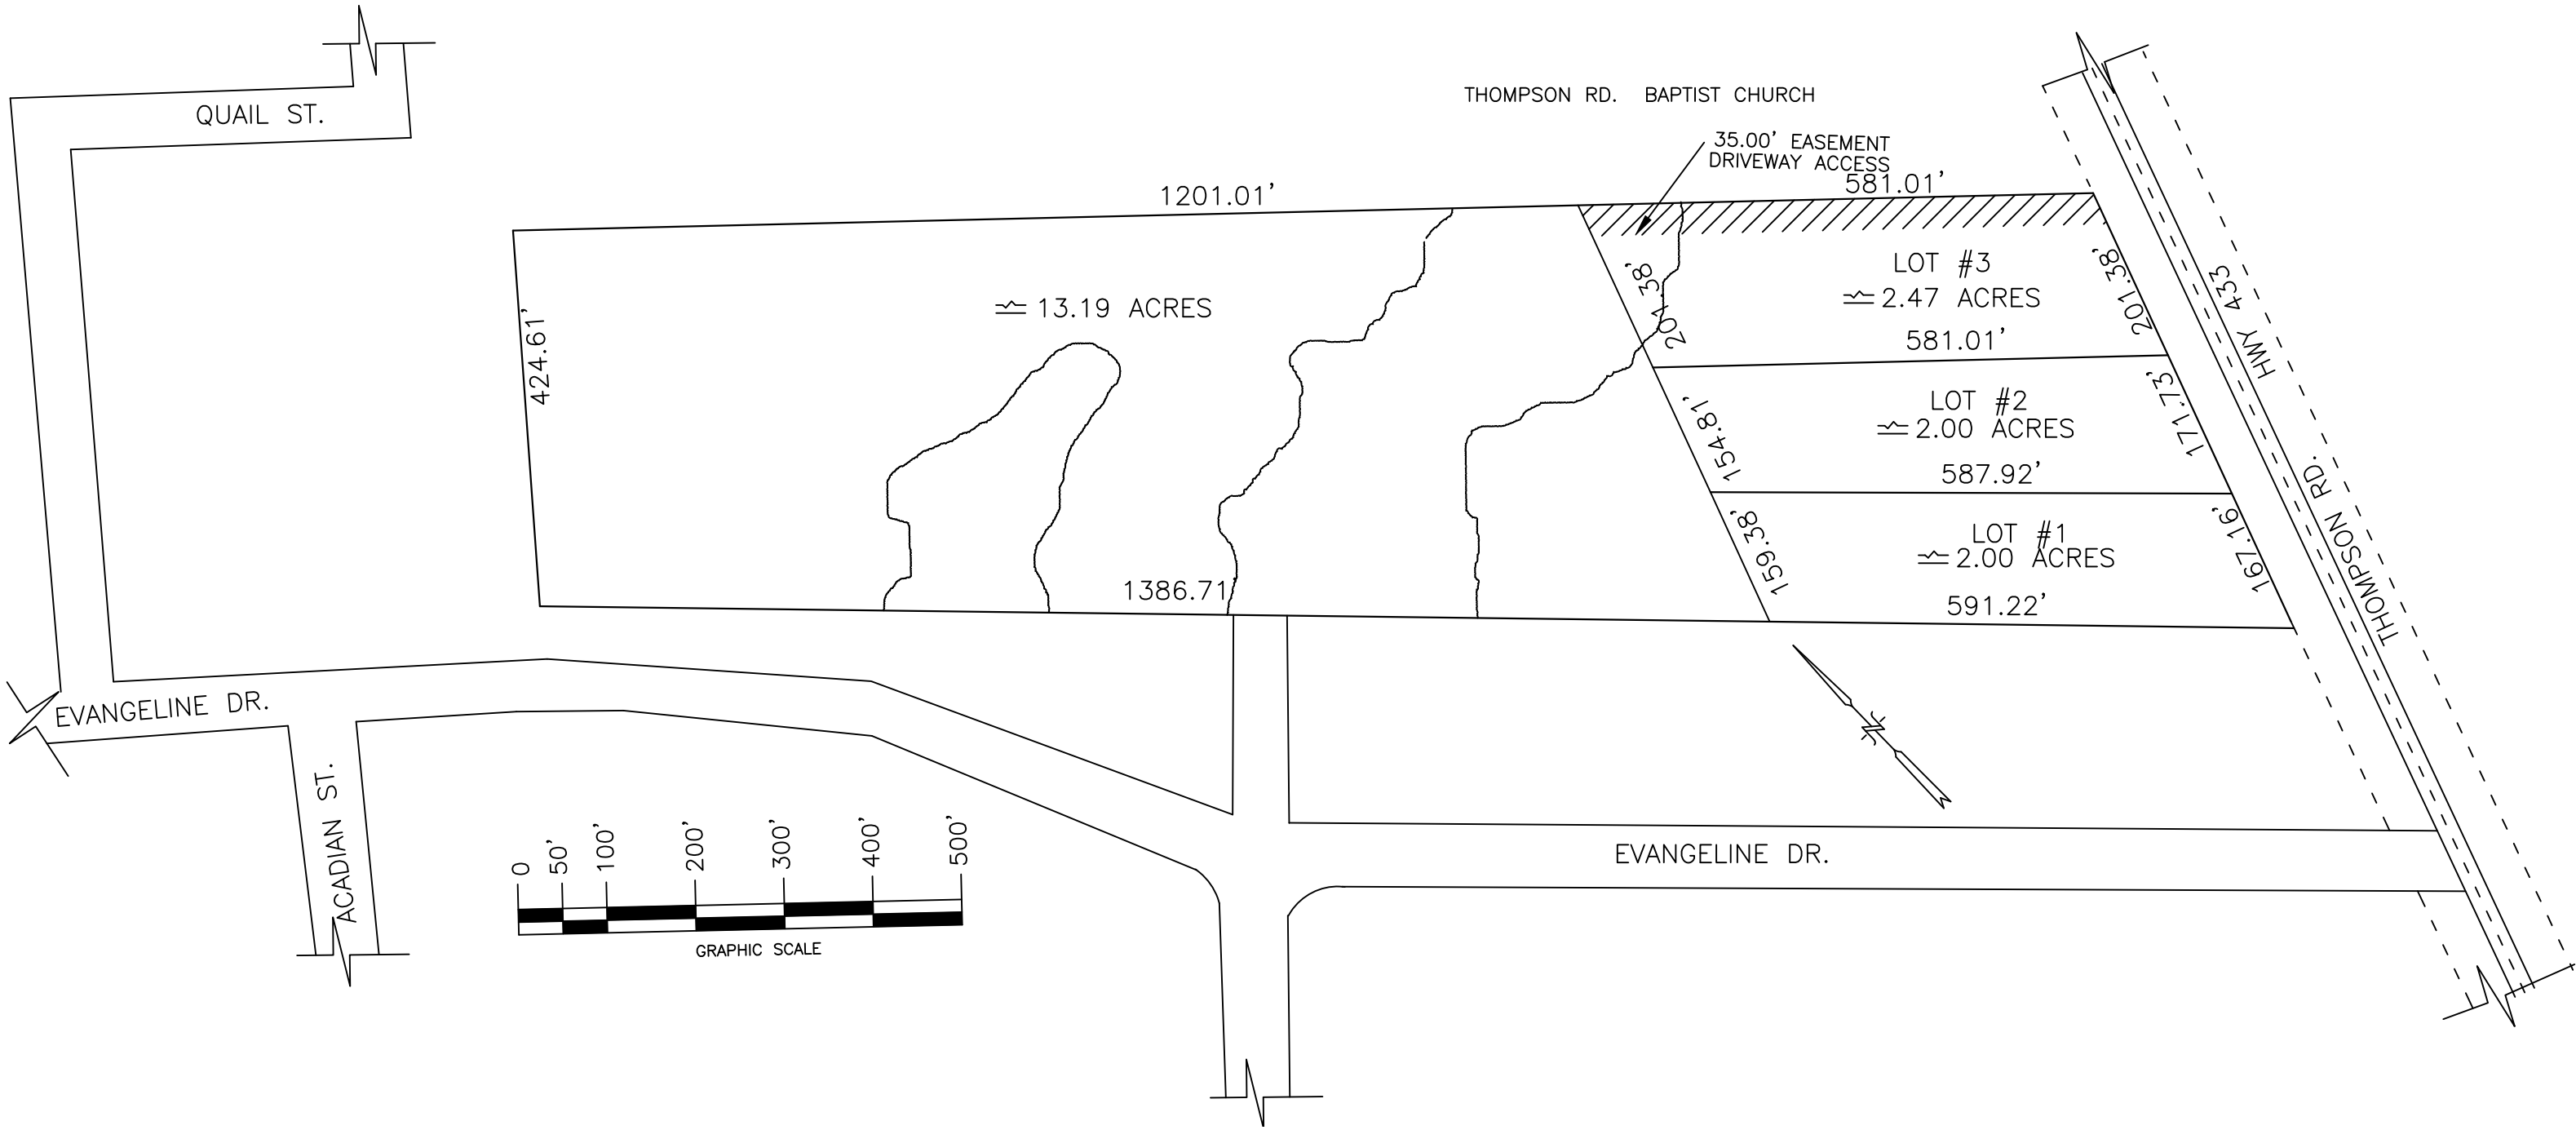 QUAIL ST.
THOMPSON RD. BAPTIST CHURCH
35.00' EASEMENT
DRIVEWAY ACCESS
1201.01'
581.01'
424.61'
13.19 ACRES
201.38'
LOT #3
2.47 ACRES
581.01'
201.38'
HWY 433
THOMPSON RD.
154.81'
LOT #2
2.00 ACRES
587.92'
171.73'
159.38'
LOT #1
2.00 ACRES
591.22'
167.16'
1386.71
EVANGELINE DR.
ACADIAN ST.
0
50'
100'
200'
300'
400'
500'
GRAPHIC SCALE
EVANGELINE DR.
N